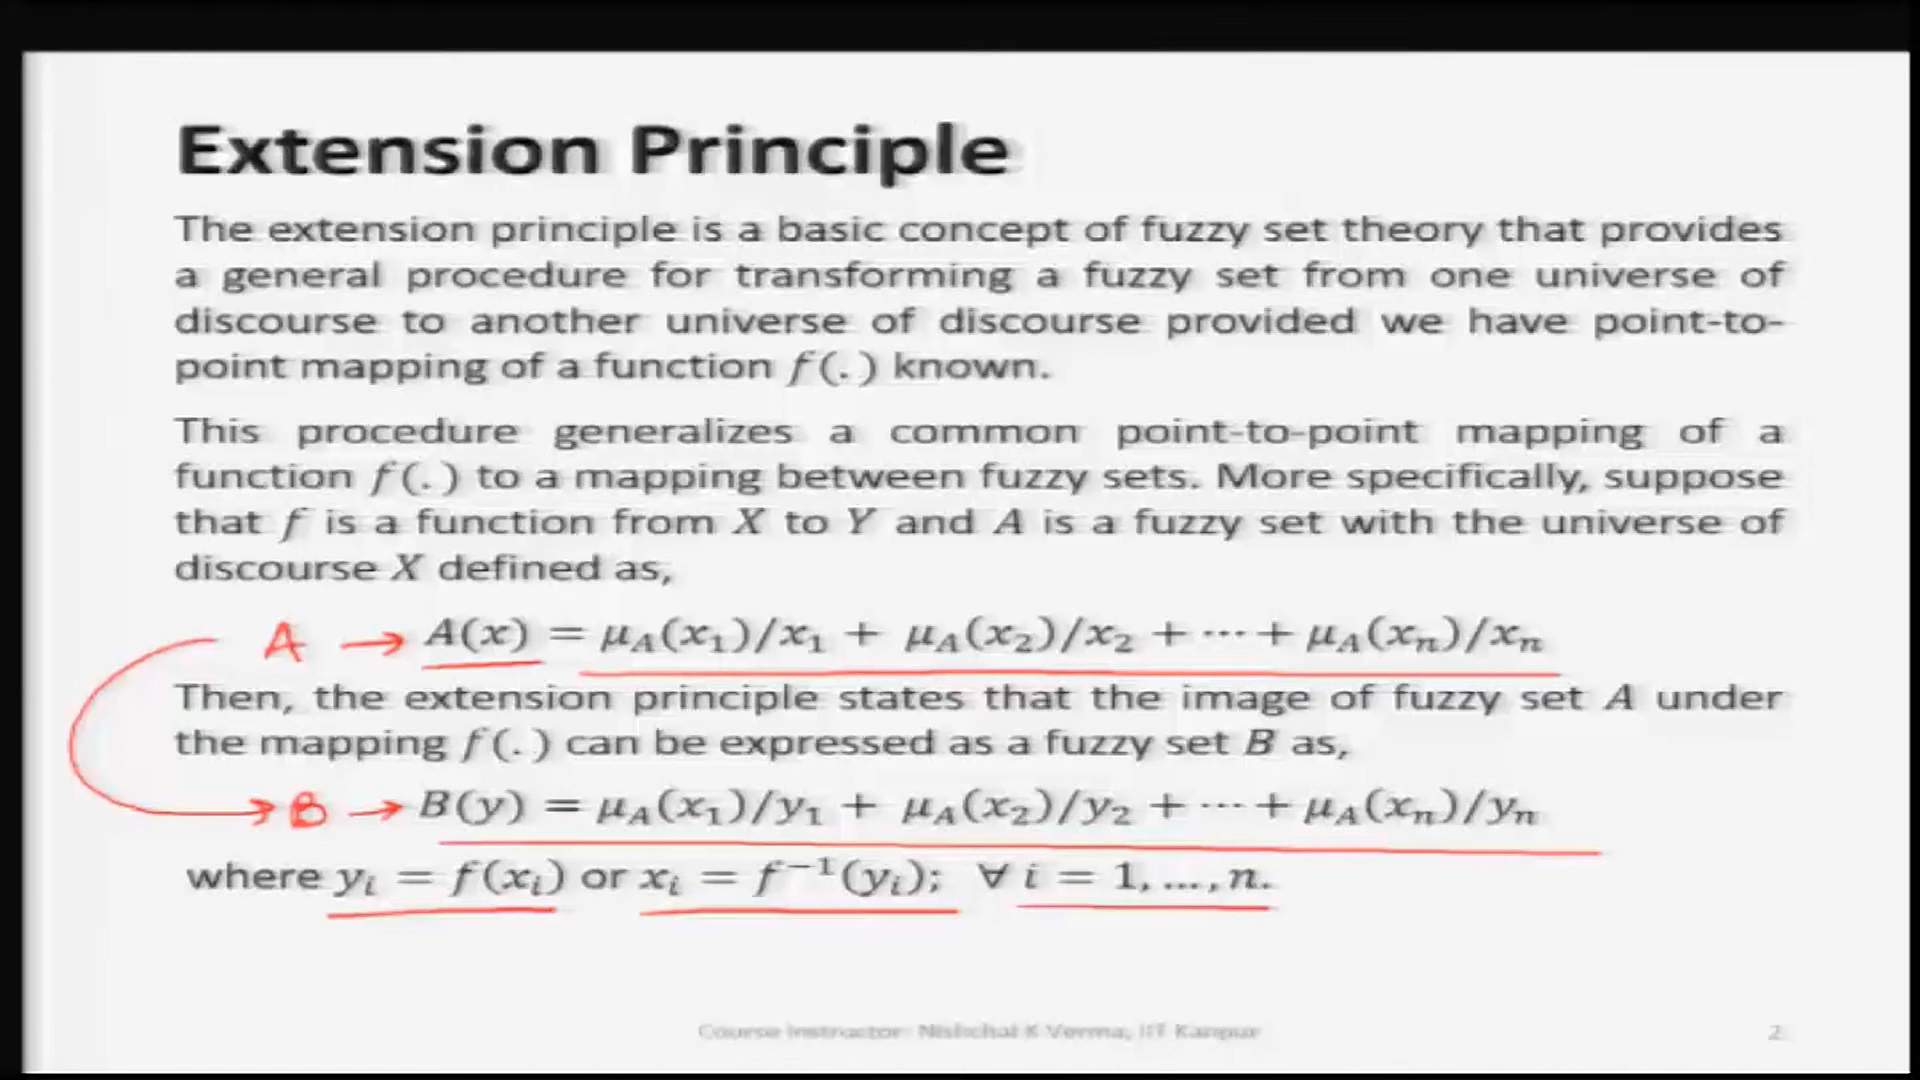 Extension Principle
The extension principle is a basic concept of fuzzy set theory that provides
a general procedure for transforming a fuzzy set from one universe of
discourse to another universe of discourse provided we have point-to-
point mapping of a function f(.) known.
This procedure generalizes a common point-to-point mapping of a
function f(.) to a mapping between fuzzy sets. More specifically, suppose
that f is a function from X to Y and A is a fuzzy set with the universe of
discourse X defined as,
A → A(x) = μ_A(x₁)/x₁ + μ_A(x₂)/x₂ + ⋯ + μ_A(xₙ)/xₙ
Then, the extension principle states that the image of fuzzy set A under
the mapping f(.) can be expressed as a fuzzy set B as,
B → B(y) = μ_A(x₁)/y₁ + μ_A(x₂)/y₂ + ⋯ + μ_A(xₙ)/yₙ
where yᵢ = f(xᵢ) or xᵢ = f⁻¹(yᵢ); ∀ i = 1, ..., n.
Course Instructor: Nishchal K Verma, IIT Kanpur
2